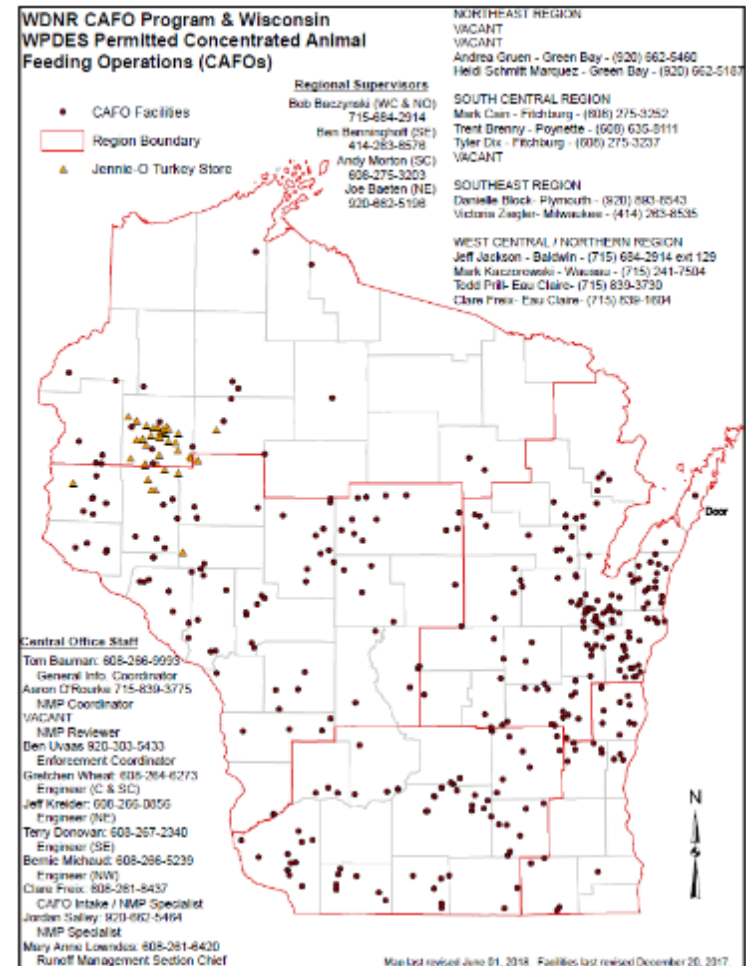 WDNR CAFO Program & Wisconsin
WPDES Permitted Concentrated Animal
Feeding Operations (CAFOs)
CAFO Facilities
Region Boundary
Jennie-O Turkey Store
Regional Supervisors
Bob Baczynski (WC & NO)
715-684-2914
Ben Benninghoff (SE)
414-263-8576
Andy Morton (SC)
608-275-3203
Joe Baeten (NE)
920-662-5196
NORTHEAST REGION
VACANT
VACANT
Andrea Gruen - Green Bay - (920) 662-5460
Heidi Schmitt Marquez - Green Bay - (920) 662-5187
SOUTH CENTRAL REGION
Mark Cain - Fitchburg - (608) 275-3252
Trent Brenny - Poynette - (608) 635-8111
Tyler Dix - Fitchburg - (608) 275-3237
VACANT
SOUTHEAST REGION
Danielle Block- Plymouth - (920) 893-8543
Victoria Ziegler- Milwaukee - (414) 263-8535
WEST CENTRAL / NORTHERN REGION
Jeff Jackson - Baldwin - (715) 684-2914 ext 129
Mark Kaczorowski - Wausau - (715) 241-7504
Todd Prill- Eau Claire- (715) 839-3730
Clare Freix- Eau Claire- (715) 839-1604
Door
Central Office Staff
Tom Bauman: 608-266-9993
General Info. Coordinator
Aaron O'Rourke 715-839-3775
NMP Coordinator
VACANT
NMP Reviewer
Ben Uvaas 920-303-5433
Enforcement Coordinator
Gretchen Wheat: 608-264-6273
Engineer (C & SC)
Jeff Kreider: 608-266-0856
Engineer (NE)
Terry Donovan: 608-267-2340
Engineer (SE)
Bernie Michaud: 608-266-5239
Engineer (NW)
Clare Freix: 608-261-8437
CAFO Intake / NMP Specialist
Jordan Salley: 920-662-5464
NMP Specialist
Mary Anne Lowndes: 608-261-6420
Runoff Management Section Chief
N
Map last revised June 01, 2018. Facilities last revised December 20, 2017.